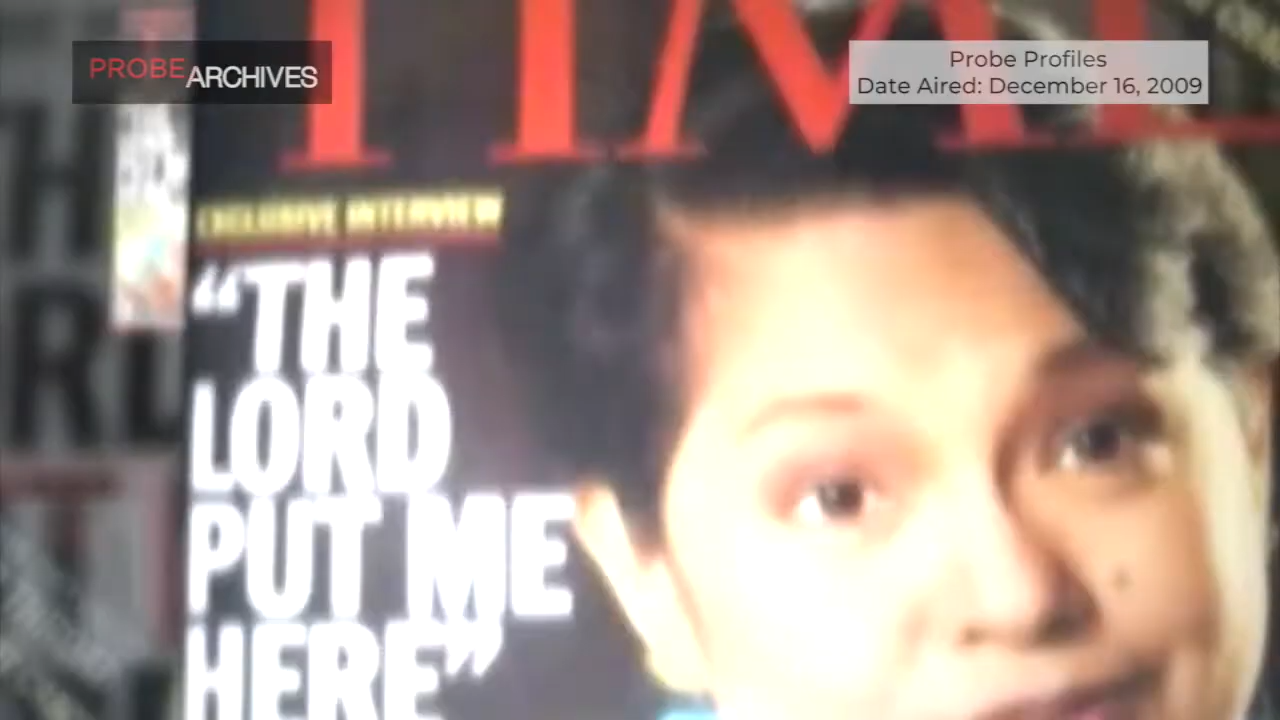 PROBE ARCHIVES
Probe Profiles
Date Aired: December 16, 2009
TIME
EXCLUSIVE INTERVIEW
“THE
LORD
PUT ME
HERE”